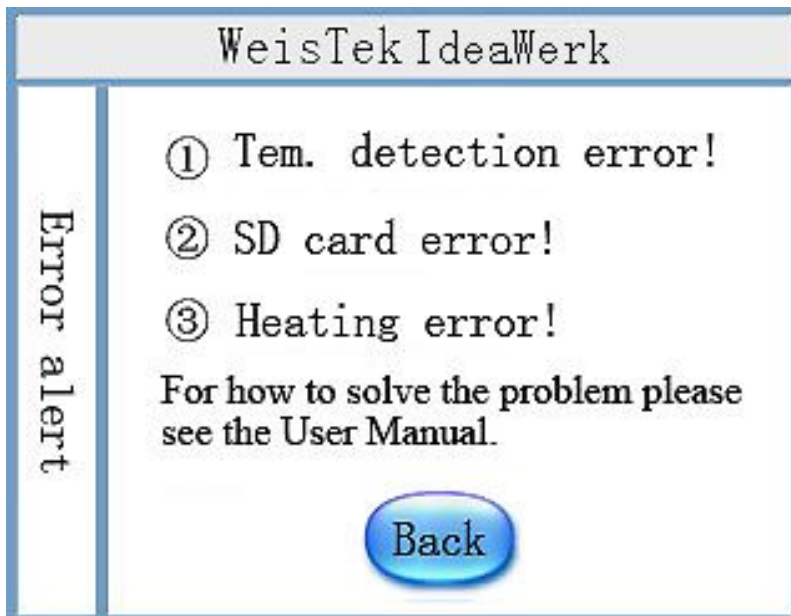 WeisTek IdeaWerk
Error alert
① Tem. detection error!
② SD card error!
③ Heating error!
For how to solve the problem please
see the User Manual.
Back